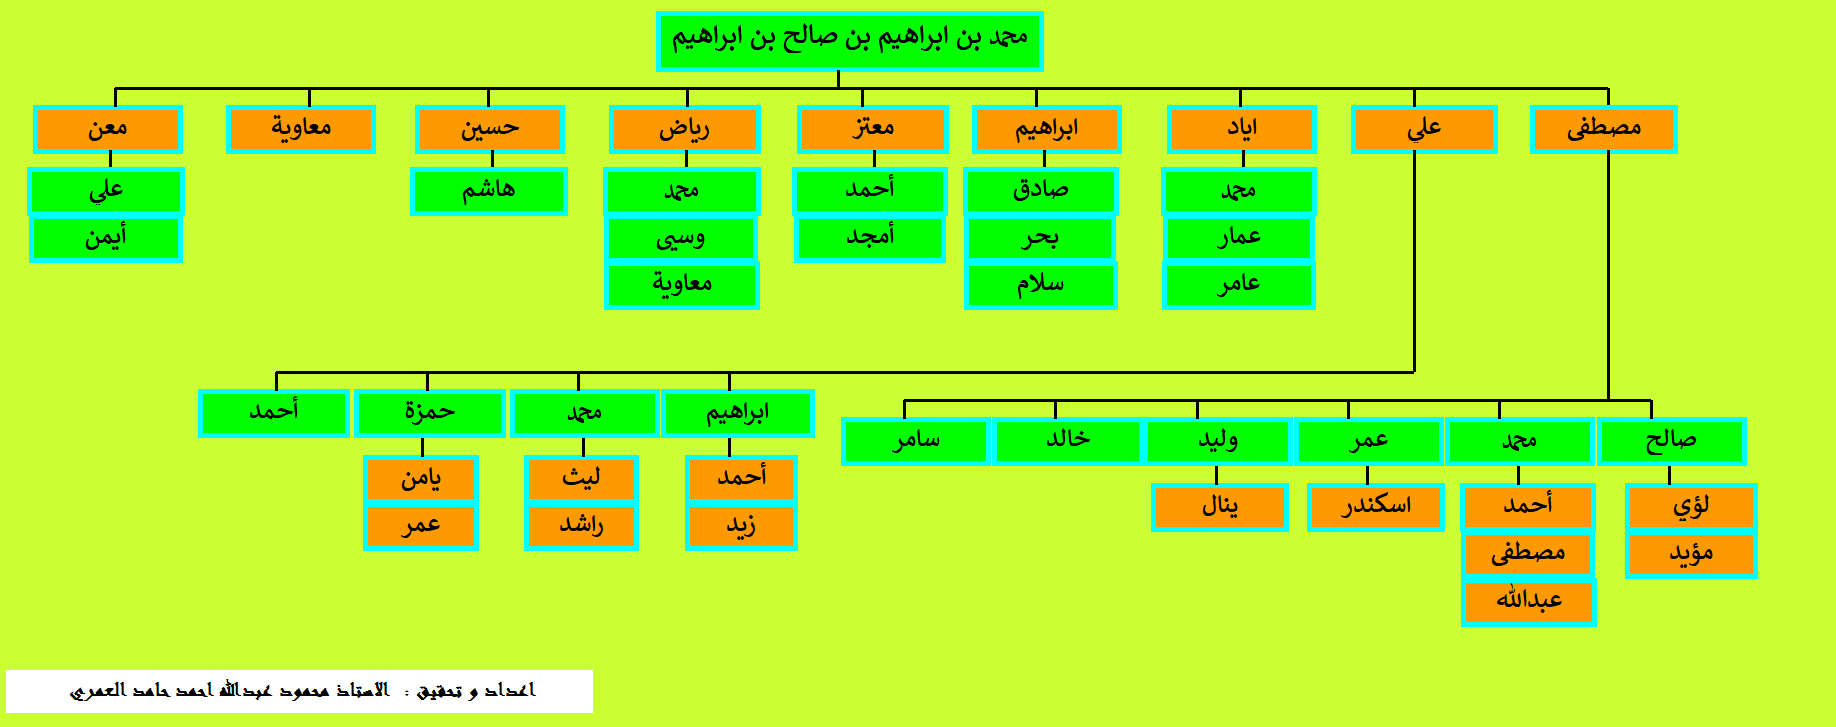 محمد بن ابراهيم بن صالح بن ابراهيم
مصطفى
علي
اياد
ابراهيم
معتز
رياض
حسين
معاوية
معن
محمد
صادق
أحمد
محمد
هاشم
علي
عمار
بحر
أمجد
وسيى
أيمن
عامر
سلام
معاوية
ابراهيم
محمد
حمزة
أحمد
صالح
محمد
عمر
وليد
خالد
سامر
أحمد
ليث
يامن
لؤي
أحمد
اسكندر
ينال
زيد
راشد
عمر
مؤيد
مصطفى
عبدالله
اعداد و تحقيق : الاستاذ محمود عبدالله احمد حامد العمري